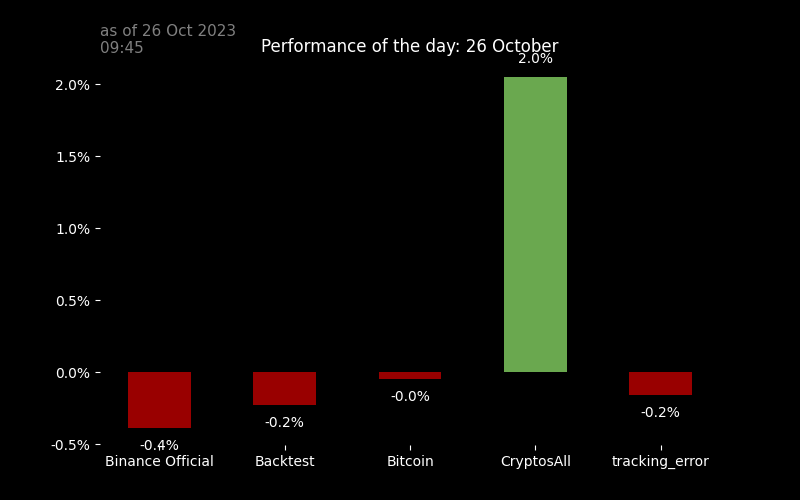 as of 26 Oct 2023
09:45
Performance of the day: 26 October
2.0%
2.0%
1.5%
1.0%
0.5%
0.0%
-0.5%
-0.4%
-0.2%
-0.0%
-0.2%
Binance Official
Backtest
Bitcoin
CryptosAll
tracking_error